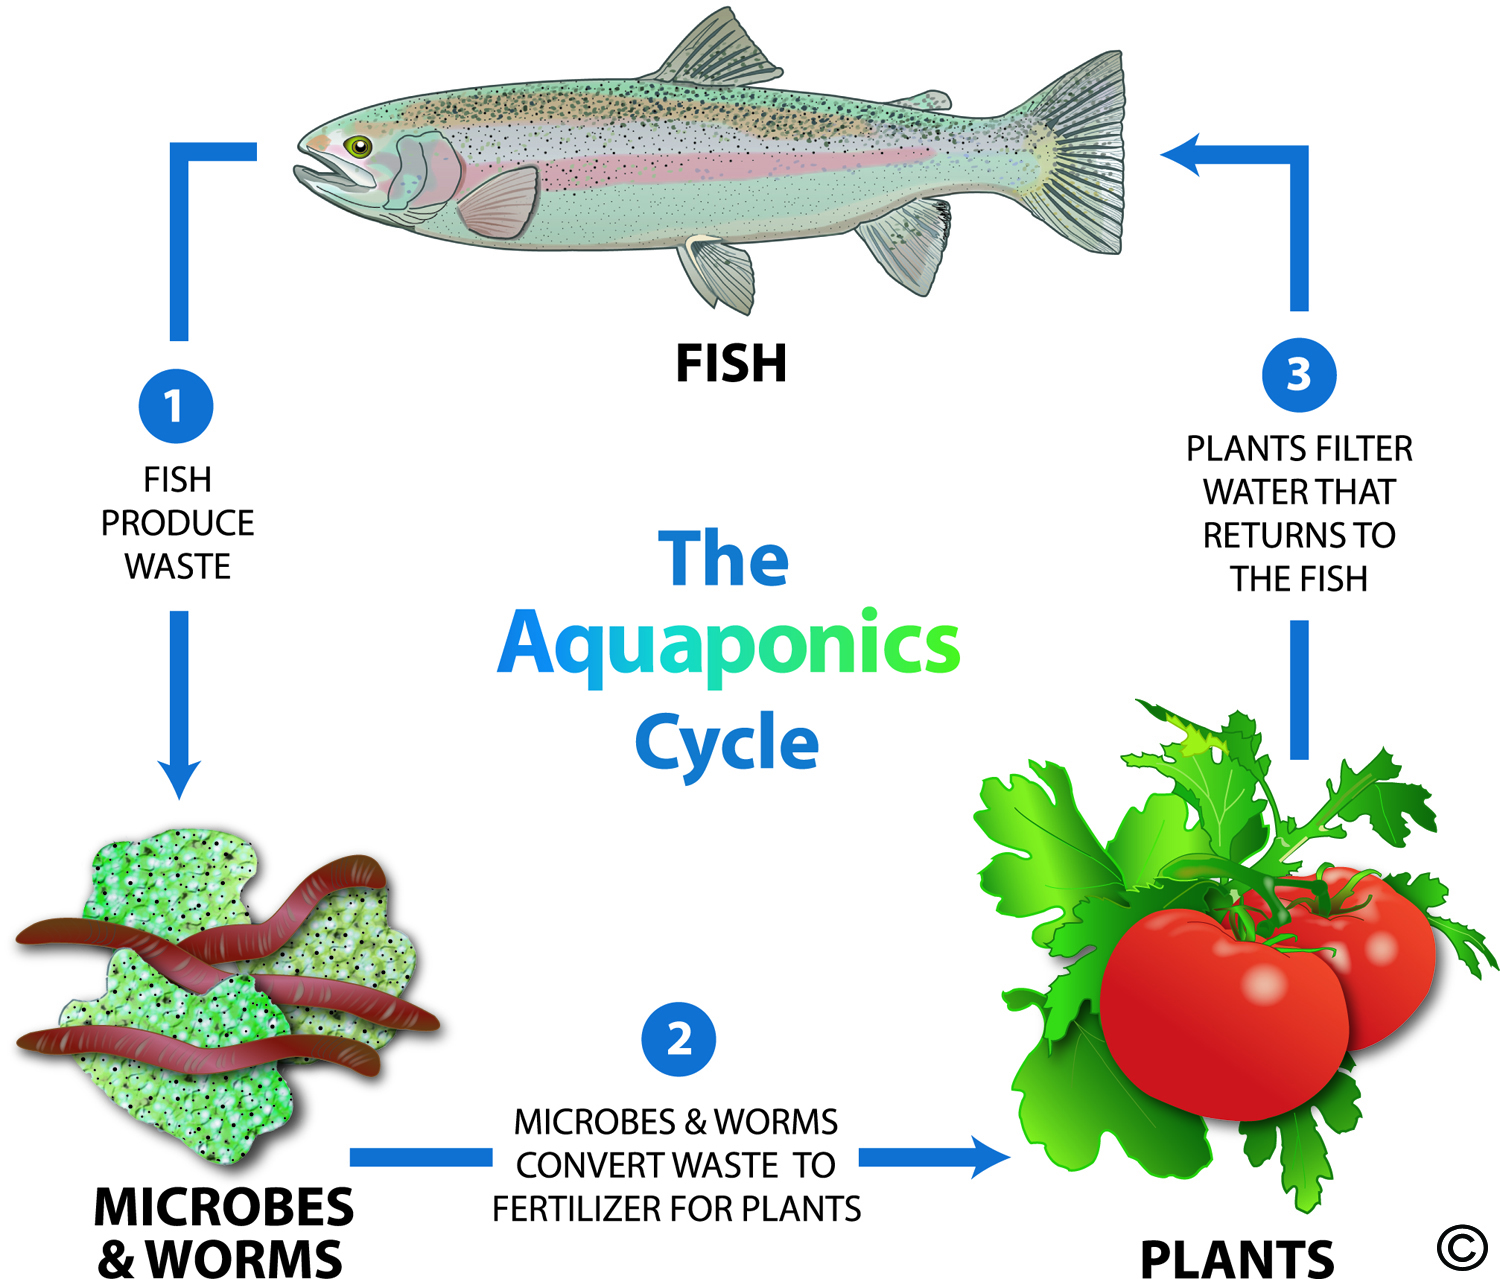 FISH
1
FISH
PRODUCE
WASTE
3
PLANTS FILTER
WATER THAT
RETURNS TO
THE FISH
The
Aquaponics
Cycle
2
MICROBES & WORMS
CONVERT WASTE TO
FERTILIZER FOR PLANTS
MICROBES
& WORMS
PLANTS
©